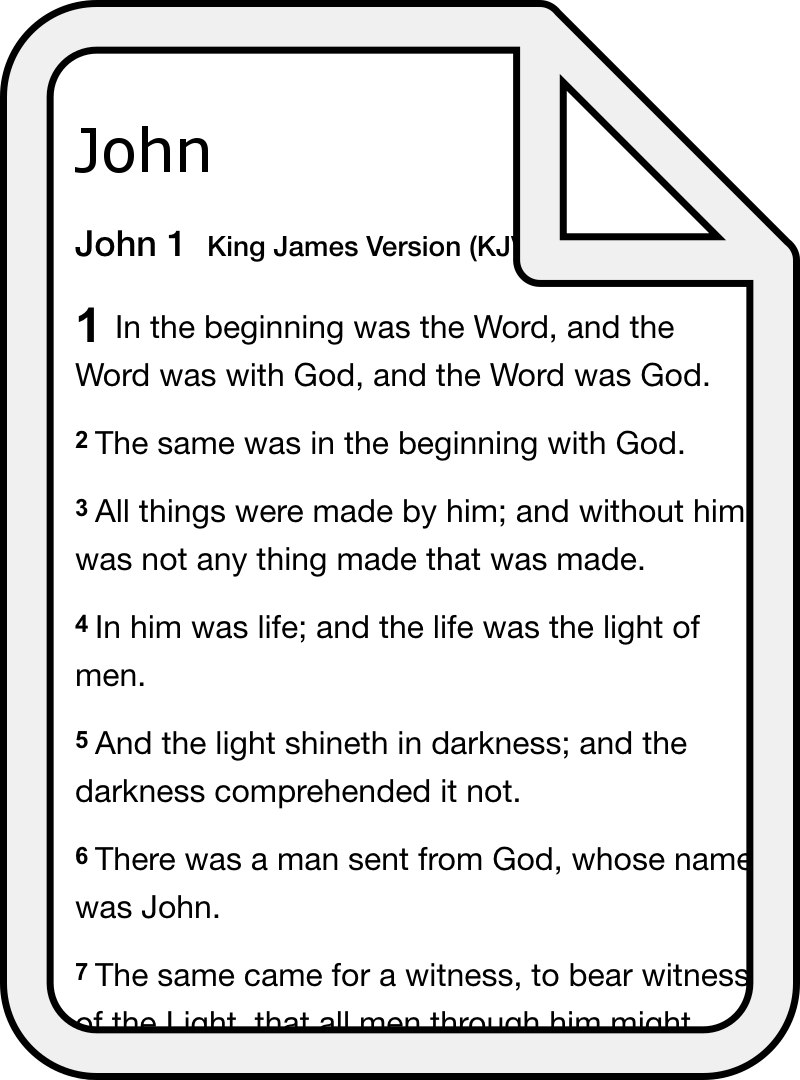 John
John 1 King James Version (KJV
1 In the beginning was the Word, and the
Word was with God, and the Word was God.
2 The same was in the beginning with God.
3 All things were made by him; and without him
was not any thing made that was made.
4 In him was life; and the life was the light of
men.
5 And the light shineth in darkness; and the
darkness comprehended it not.
6 There was a man sent from God, whose name
was John.
7 The same came for a witness, to bear witness
of the Light, that all men through him might